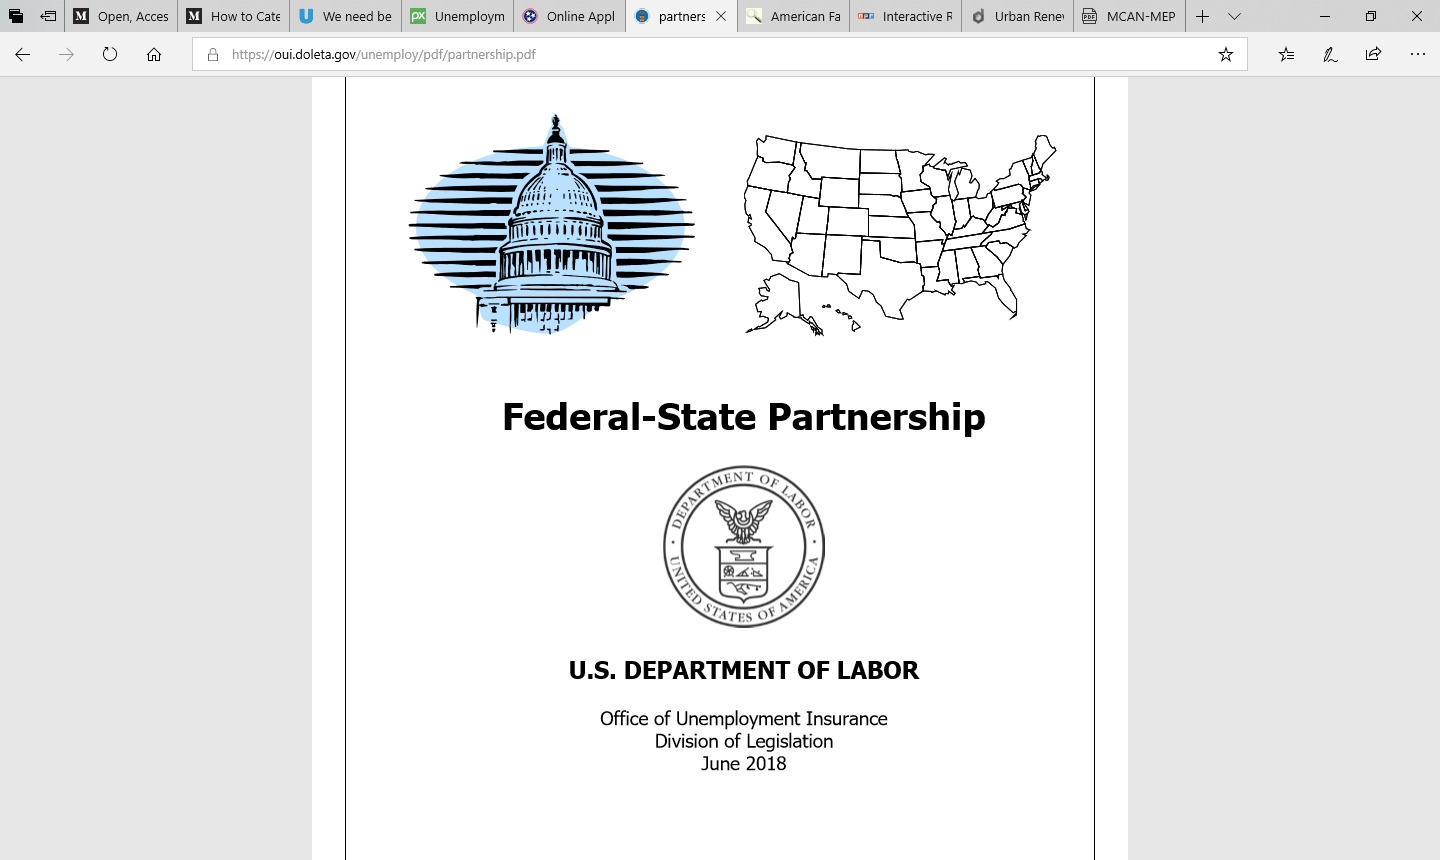 Open, Acces
How to Cate
We need be
Unemploym
Online Appl
partners
American Fa
Interactive R
Urban Rene
MCAN-MEP
https://oui.doleta.gov/unemploy/pdf/partnership.pdf
Federal-State Partnership
DEPARTMENT OF LABOR
UNITED STATES OF AMERICA
U.S. DEPARTMENT OF LABOR
Office of Unemployment Insurance
Division of Legislation
June 2018